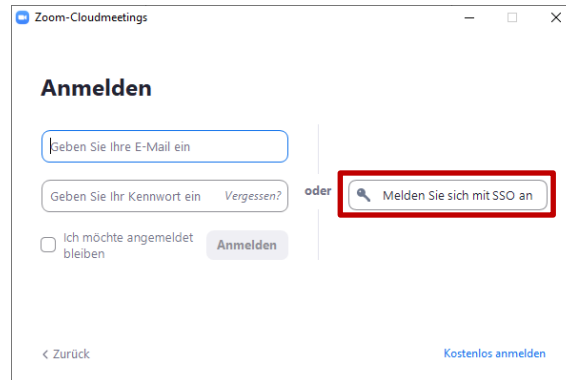 Zoom-Cloudmeetings
Anmelden
Geben Sie Ihre E-Mail ein
Geben Sie Ihr Kennwort ein Vergessen?
oder
Melden Sie sich mit SSO an
Ich möchte angemeldet
bleiben
Anmelden
< Zurück
Kostenlos anmelden